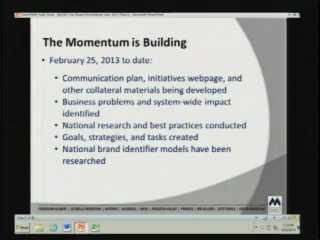 The Momentum is Building
• February 25, 2013 to date:
• Communication plan, initiatives webpage, and
other collateral materials being developed
• Business problems and system-wide impact
identified
• National research and best practices conducted
• Goals, strategies, and tasks created
• National brand identifier models have been
researched